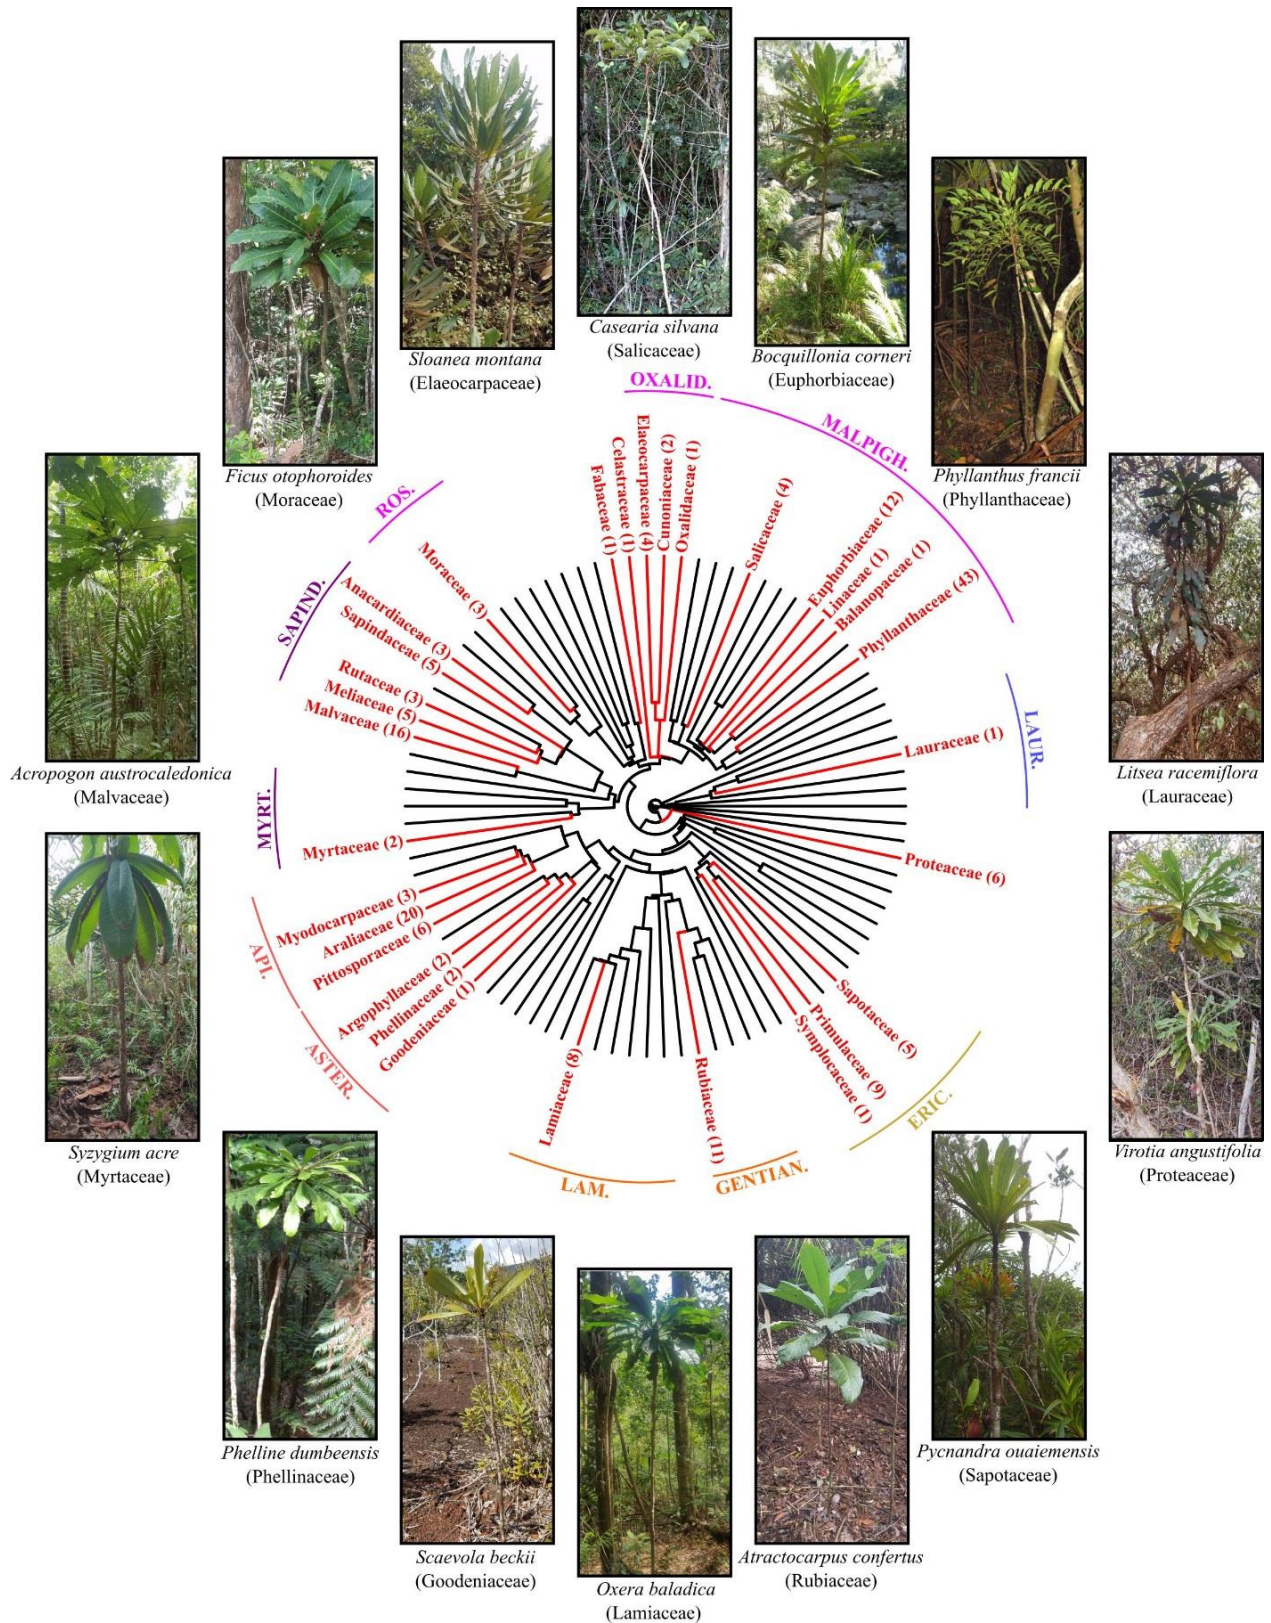 Casearia silvana
(Salicaceae)
Sloanea montana
(Elaeocarpaceae)
Bocquillonia corneri
(Euphorbiaceae)
Ficus otophoroides
(Moraceae)
Phyllanthus francii
(Phyllanthaceae)
Acropogon austrocaledonica
(Malvaceae)
Litsea racemiflora
(Lauraceae)
Syzygium acre
(Myrtaceae)
Virotia angustifolia
(Proteaceae)
Phelline dumbeensis
(Phellinaceae)
Pycnandra ouaiemensis
(Sapotaceae)
Scaevola beckii
(Goodeniaceae)
Oxera baladica
(Lamiaceae)
Atractocarpus confertus
(Rubiaceae)
OXALID.
MALPIGH.
LAUR.
ERIC.
GENTIAN.
LAM.
ASTER.
API.
MYRT.
SAPIND.
ROS.
Fabaceae (1)
Celastraceae (1)
Elaeocarpaceae (4)
Cunoniaceae (2)
Oxalidaceae (1)
Salicaceae (4)
Euphorbiaceae (12)
Linaceae (1)
Balanopaceae (1)
Phyllanthaceae (43)
Lauraceae (1)
Proteaceae (6)
Sapotaceae (5)
Primulaceae (9)
Symplocaceae (1)
Rubiaceae (11)
Lamiaceae (8)
Goodeniaceae (1)
Phellinaceae (2)
Argophyllaceae (2)
Pittosporaceae (6)
Araliaceae (20)
Myodocarpaceae (3)
Myrtaceae (2)
Malvaceae (16)
Meliaceae (5)
Rutaceae (3)
Sapindaceae (5)
Anacardiaceae (3)
Moraceae (3)